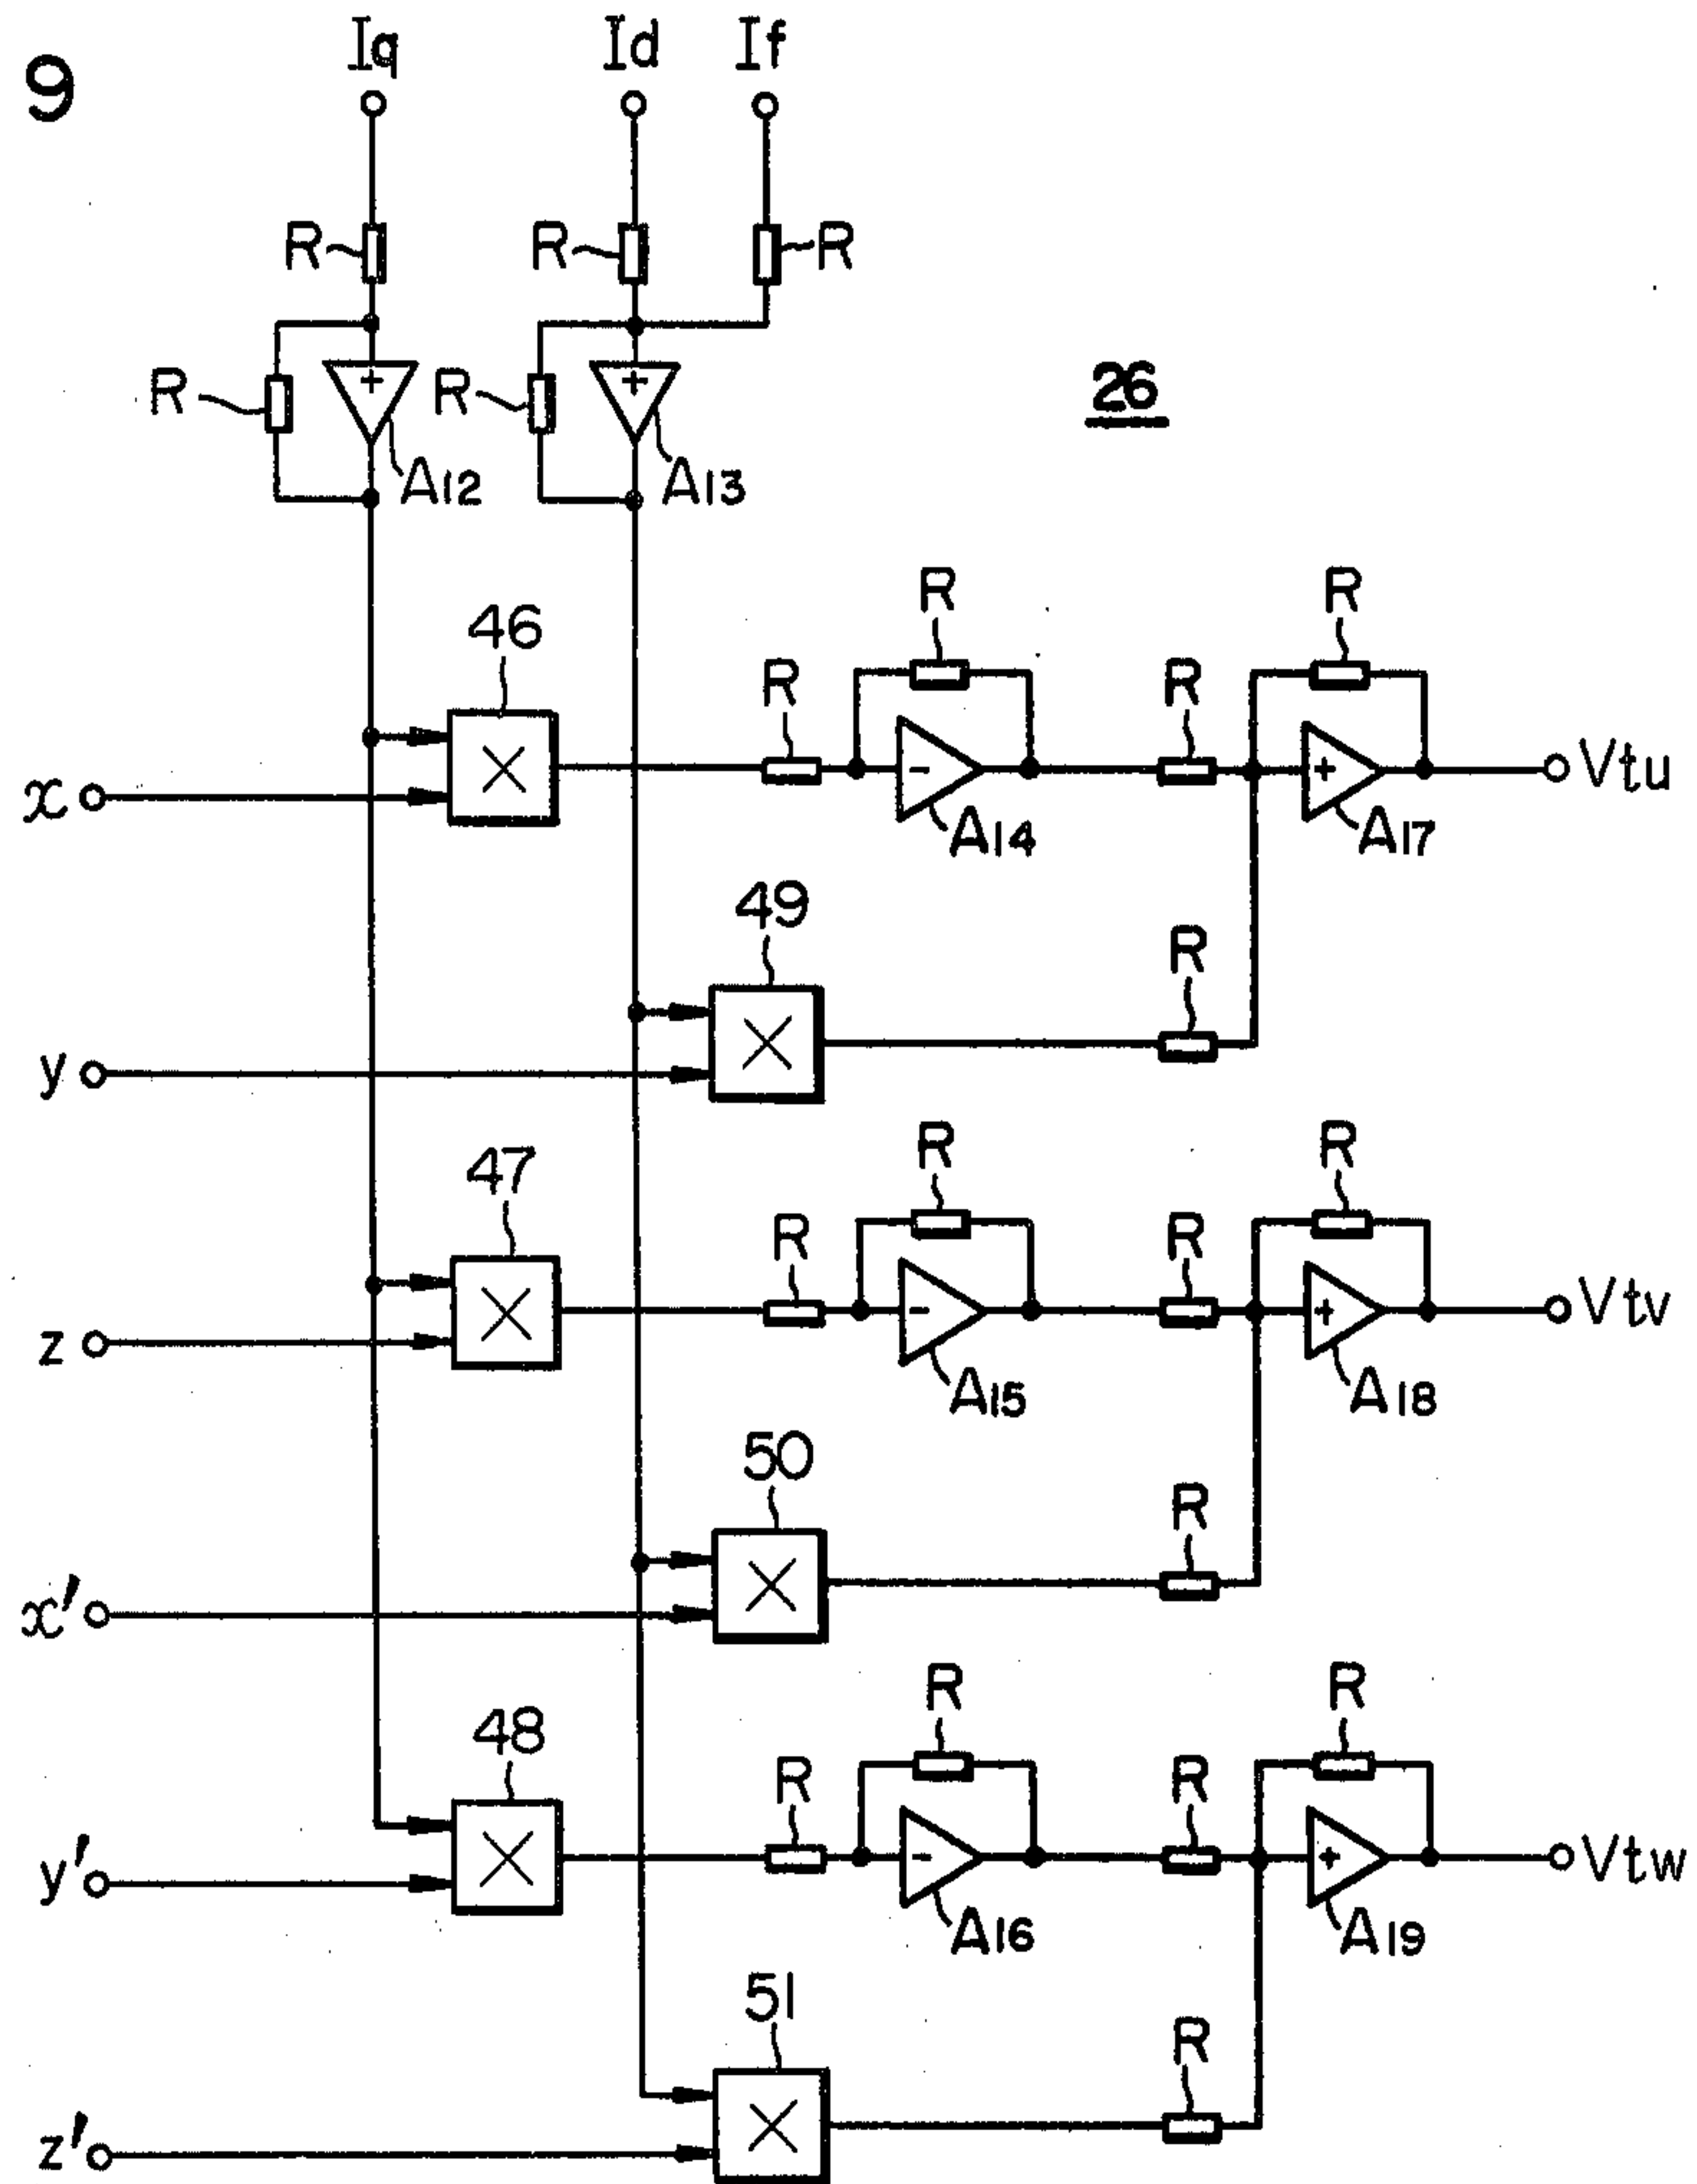 9
Iq Id If
R R R
R R
+ +
A12 A13
26
46 R R
R R
- +
x × Vtu
A14 A17
49 R
×
y
47 R R
R R
z × - + Vtv
A15 A18
50 R
×
x'
48 R R
R R
y' × - + Vtw
A16 A19
51 R
×
z'